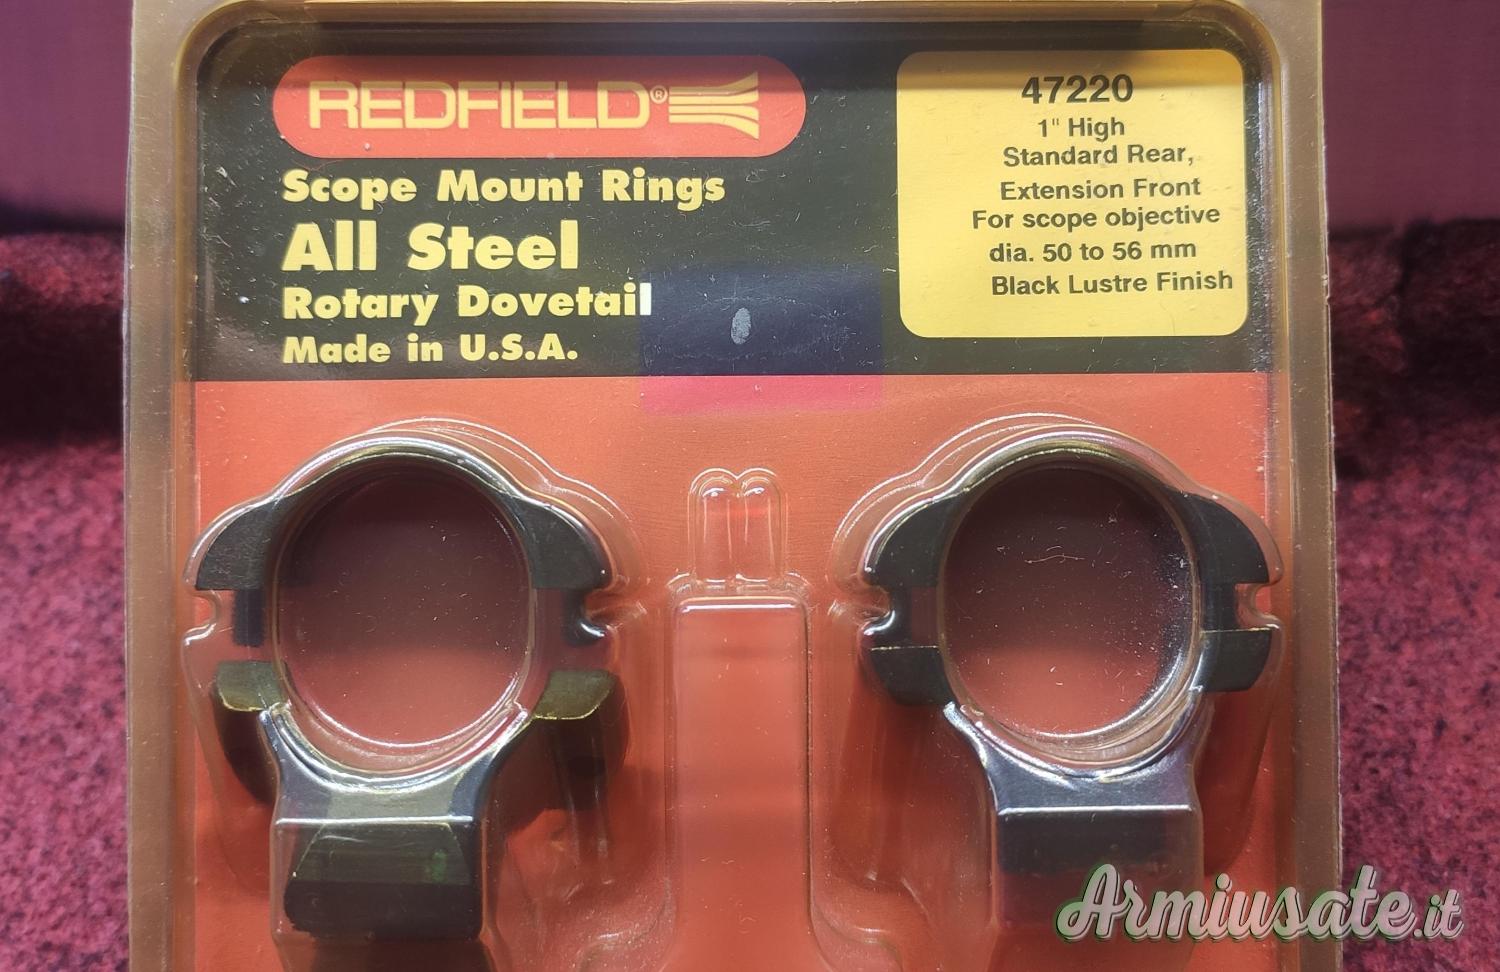 REDFIELD®
Scope Mount Rings
All Steel
Rotary Dovetail
Made in U.S.A.
47220
1" High
Standard Rear,
Extension Front
For scope objective
dia. 50 to 56 mm
Black Lustre Finish
Armiusate.it